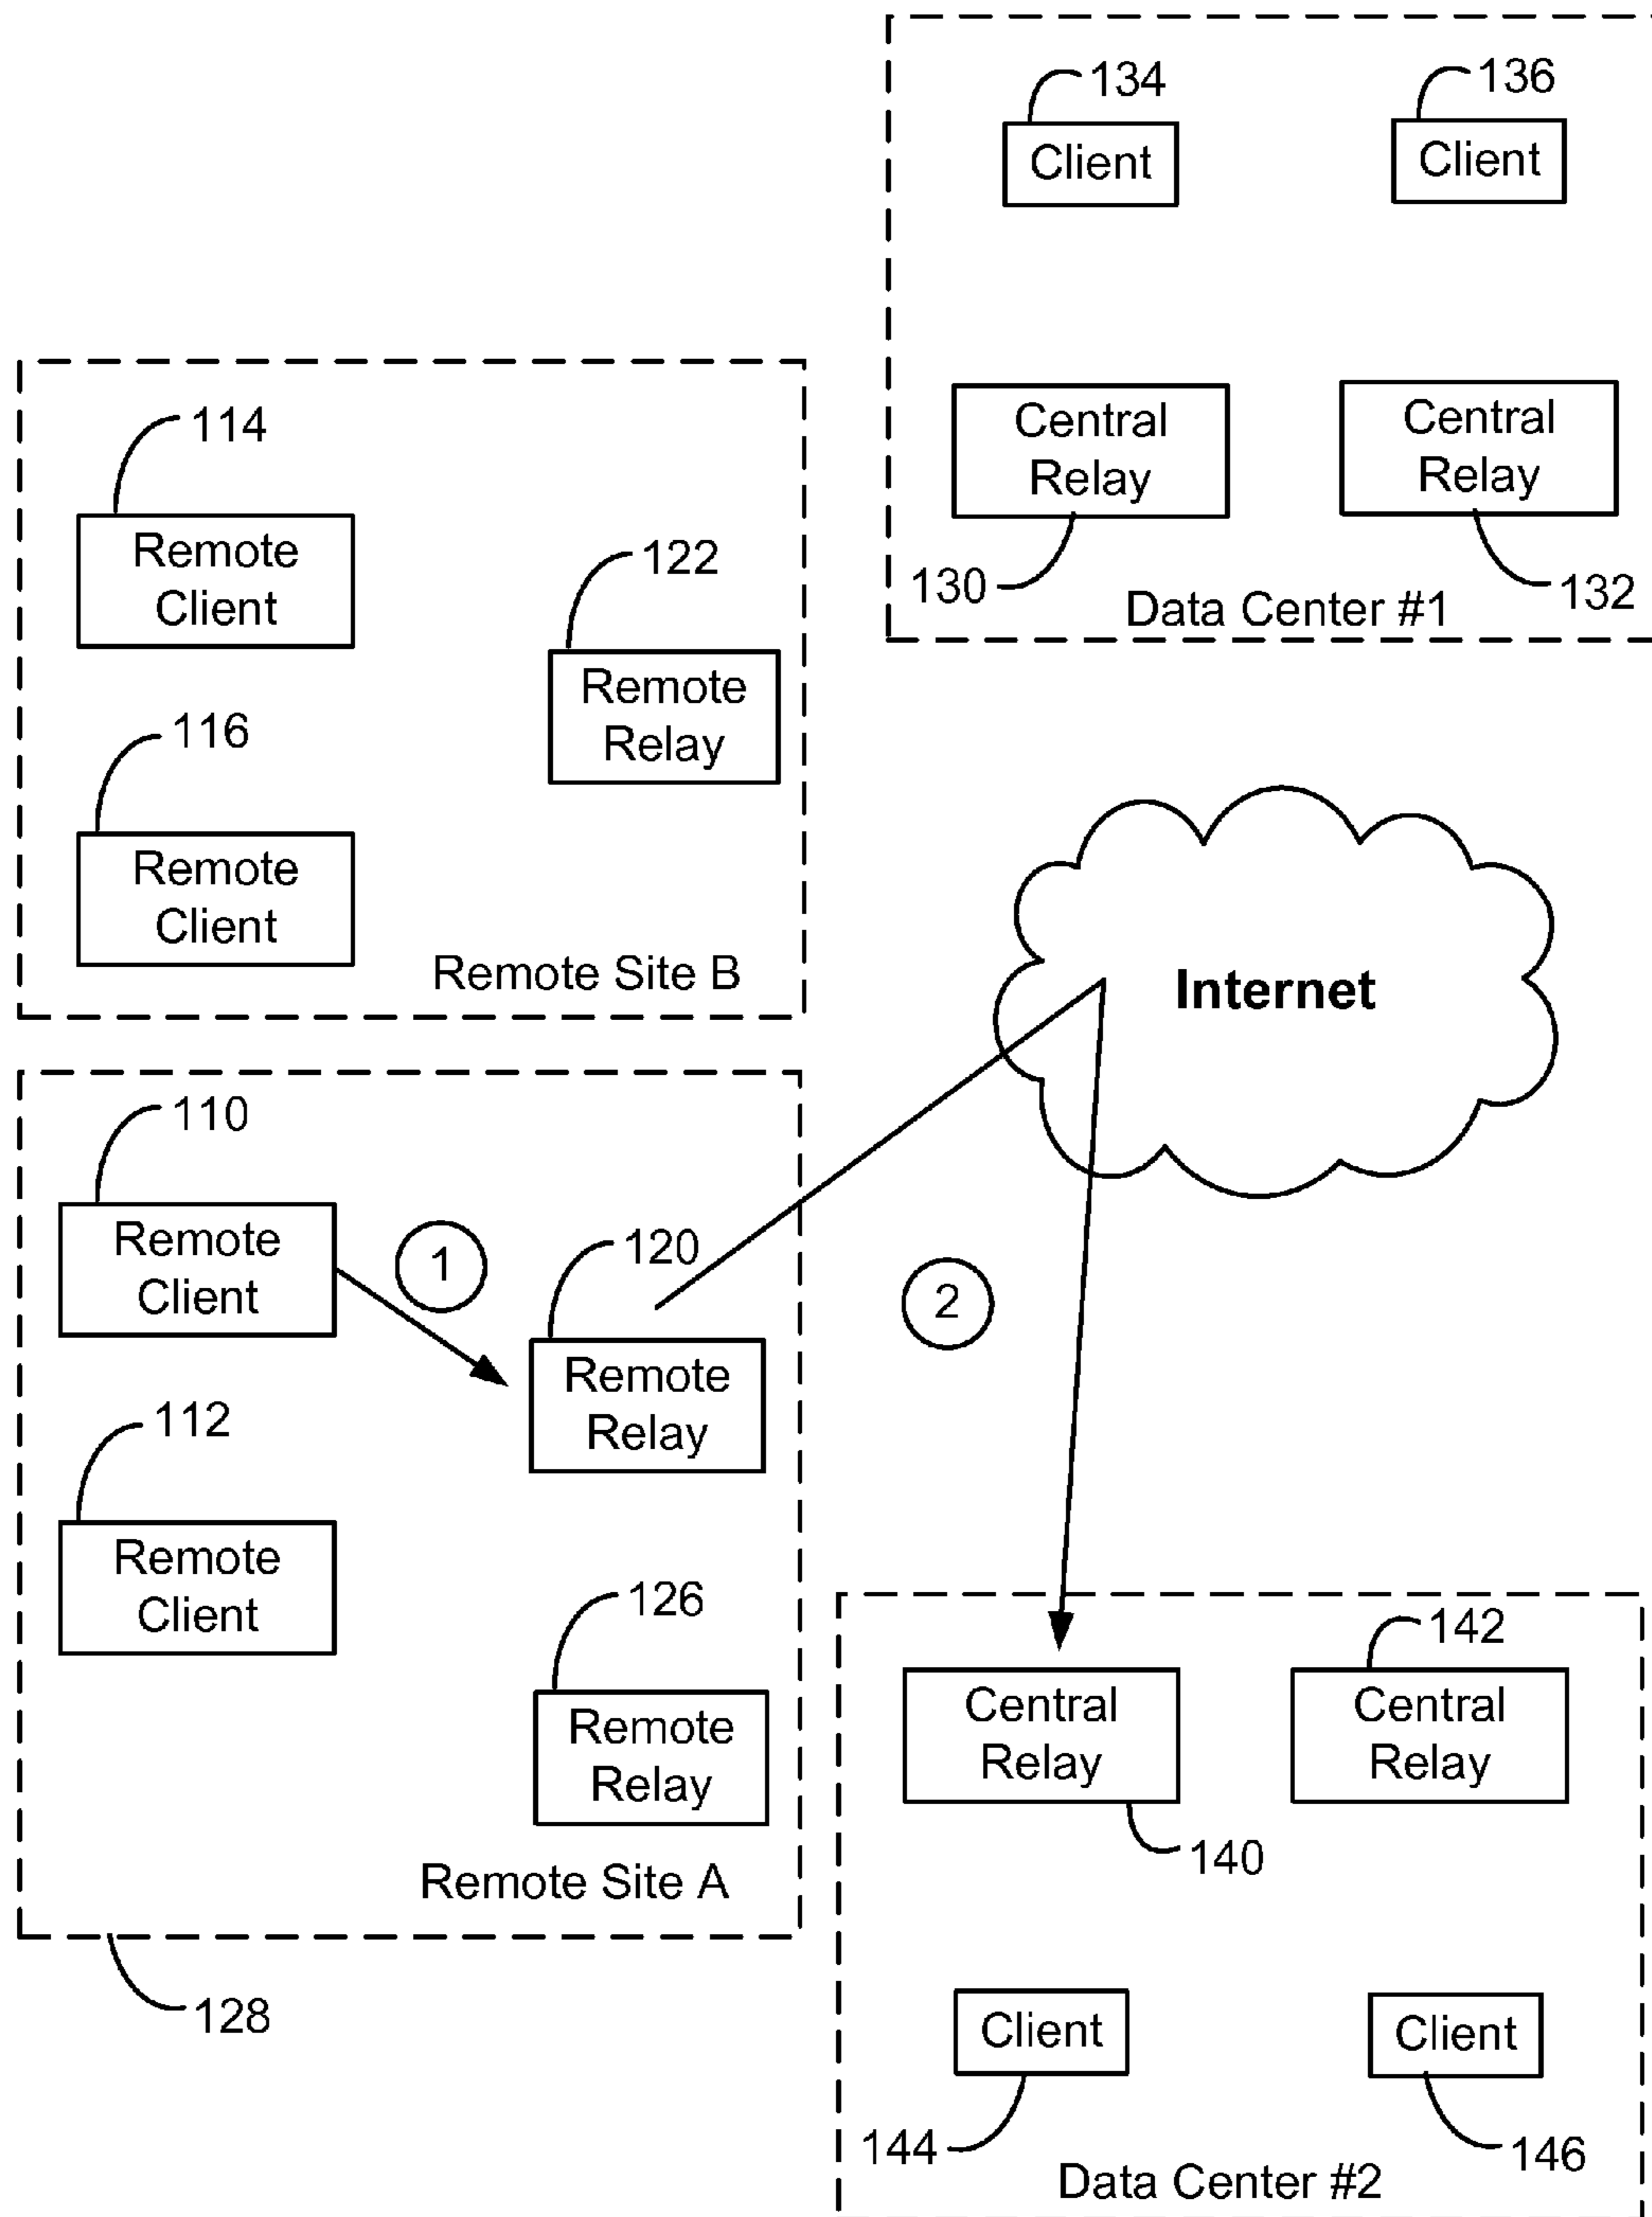 134
136
Client
Client
Central
Relay
Central
Relay
130
132
Data Center #1
114
Remote
Client
122
Remote
Relay
116
Remote
Client
Remote Site B
Internet
110
Remote
Client
1
120
Remote
Relay
2
112
Remote
Client
126
Remote
Relay
Remote Site A
128
142
Central
Relay
Central
Relay
140
Client
Client
144
146
Data Center #2